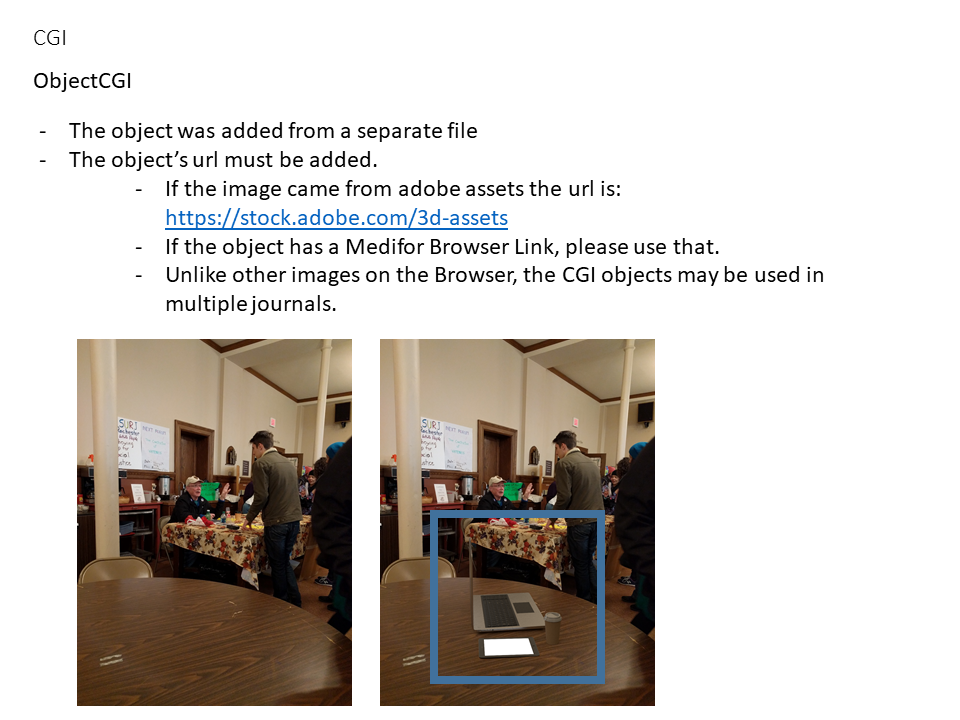 CGI
ObjectCGI
- The object was added from a separate file
- The object’s url must be added.
- If the image came from adobe assets the url is:
https://stock.adobe.com/3d-assets
- If the object has a Medifor Browser Link, please use that.
- Unlike other images on the Browser, the CGI objects may be used in
multiple journals.
SURJ
SURJ